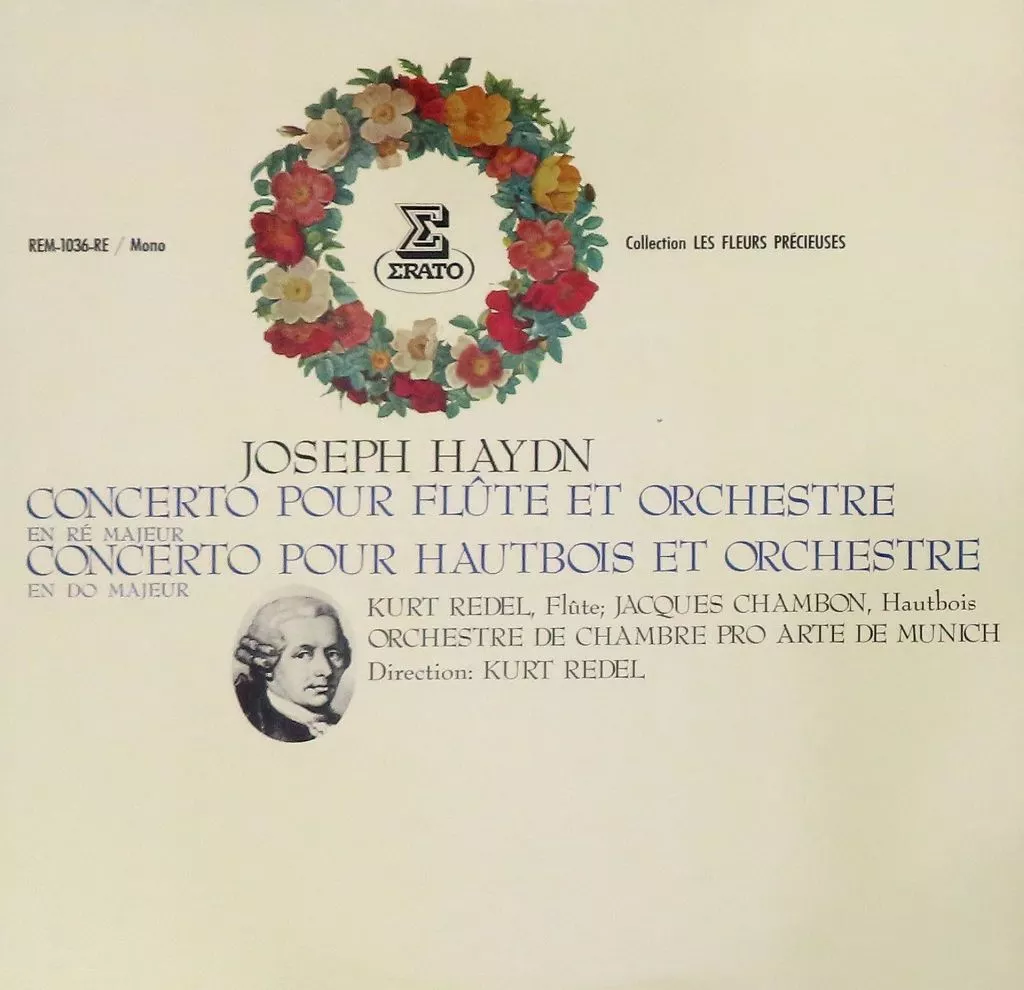 REM-1036-RE / Mono
Σ
ΣRATO
Collection LES FLEURS PRÉCIEUSES
JOSEPH HAYDN
CONCERTO POUR FLÛTE ET ORCHESTRE
EN RÉ MAJEUR
CONCERTO POUR HAUTBOIS ET ORCHESTRE
EN DO MAJEUR
KURT REDEL, Flûte; JACQUES CHAMBON, Hautbois
ORCHESTRE DE CHAMBRE PRO ARTE DE MUNICH
Direction: KURT REDEL